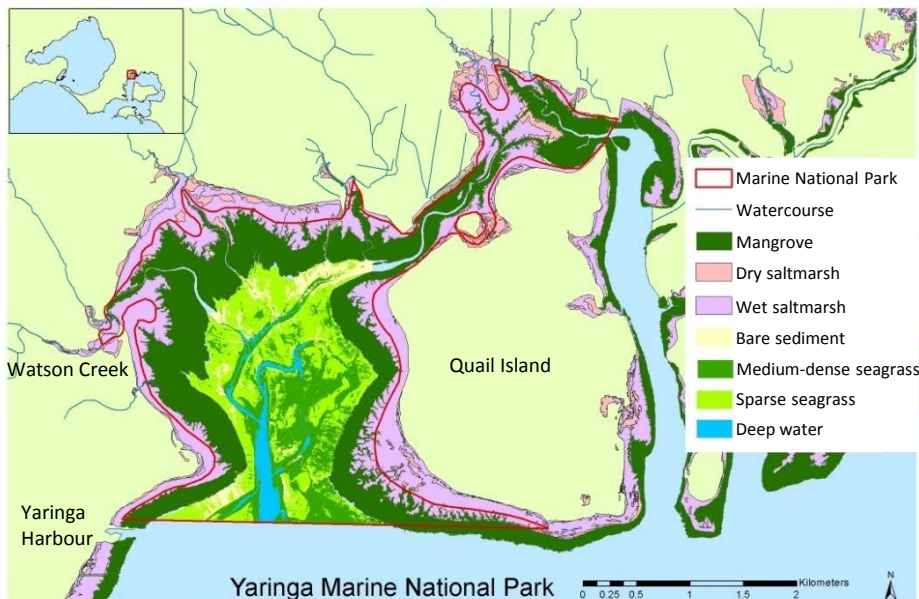 Marine National Park
Watercourse
Mangrove
Dry saltmarsh
Wet saltmarsh
Bare sediment
Medium-dense seagrass
Sparse seagrass
Deep water
Watson Creek
Quail Island
Yaringa
Harbour
Yaringa Marine National Park
Kilometers
0 0.25 0.5 1 1.5 2
N